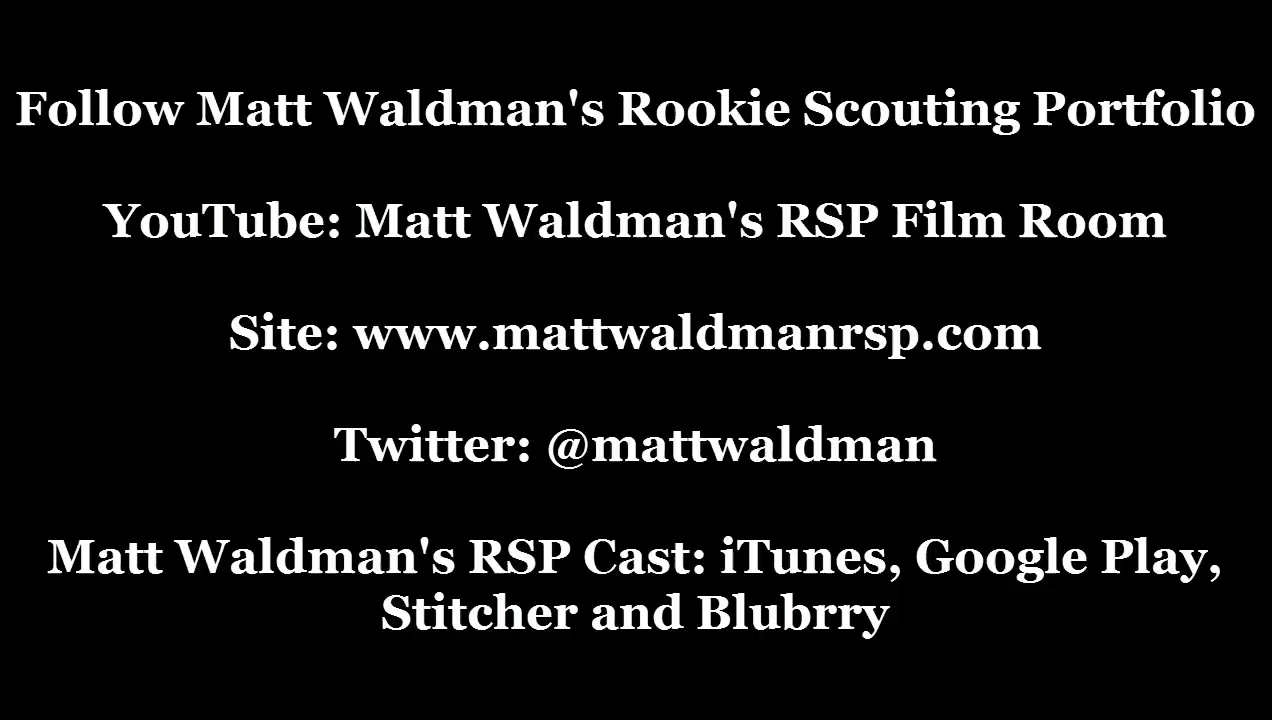 Follow Matt Waldman's Rookie Scouting Portfolio
YouTube: Matt Waldman's RSP Film Room
Site: www.mattwaldmanrsp.com
Twitter: @mattwaldman
Matt Waldman's RSP Cast: iTunes, Google Play,
Stitcher and Blubrry